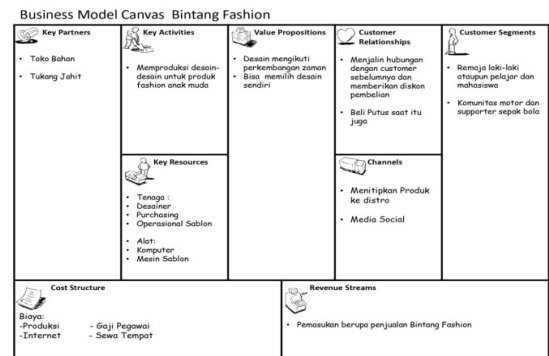 Business Model Canvas Bintang Fashion
Key Partners
• Toko Bahan
• Tukang Jahit
Key Activities
• Memproduksi desain-
desain untuk produk
fashion anak muda
Key Resources
• Tenaga :
• Desainer
• Purchasing
• Operasional Sablon
• Alat:
• Komputer
• Mesin Sablon
Value Propositions
• Desain mengikuti
perkembangan zaman
• Bisa memilih desain
sendiri
Customer
Relationships
• Menjalin hubungan
dengan customer
sebelumnya dan
memberikan diskon
pembelian
• Beli Putus saat itu
juga
Channels
• Menitipkan Produk
ke distro
• Media Social
Customer Segments
• Remaja laki-laki
ataupun pelajar dan
mahasiswa
• Komunitas motor dan
supporter sepak bola
Cost Structure
Biaya:
-Produksi - Gaji Pegawai
-Internet - Sewa Tempat
Revenue Streams
• Pemasukan berupa penjualan Bintang Fashion